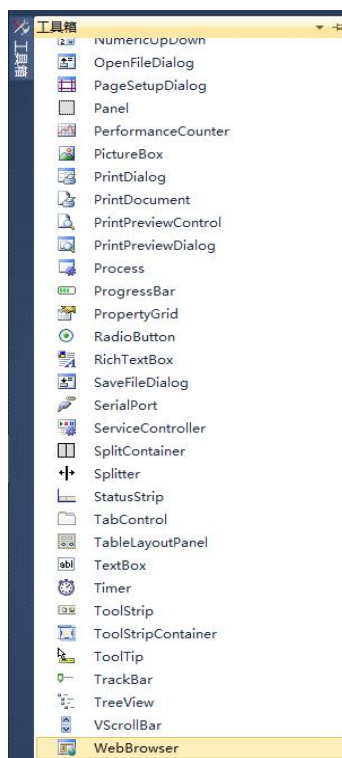 工具箱
工具箱
NumericUpDown
OpenFileDialog
PageSetupDialog
Panel
PerformanceCounter
PictureBox
PrintDialog
PrintDocument
PrintPreviewControl
PrintPreviewDialog
Process
ProgressBar
PropertyGrid
RadioButton
RichTextBox
SaveFileDialog
SerialPort
ServiceController
SplitContainer
Splitter
StatusStrip
TabControl
TableLayoutPanel
abl TextBox
Timer
ToolStrip
ToolStripContainer
ToolTip
TrackBar
TreeView
VScrollBar
WebBrowser